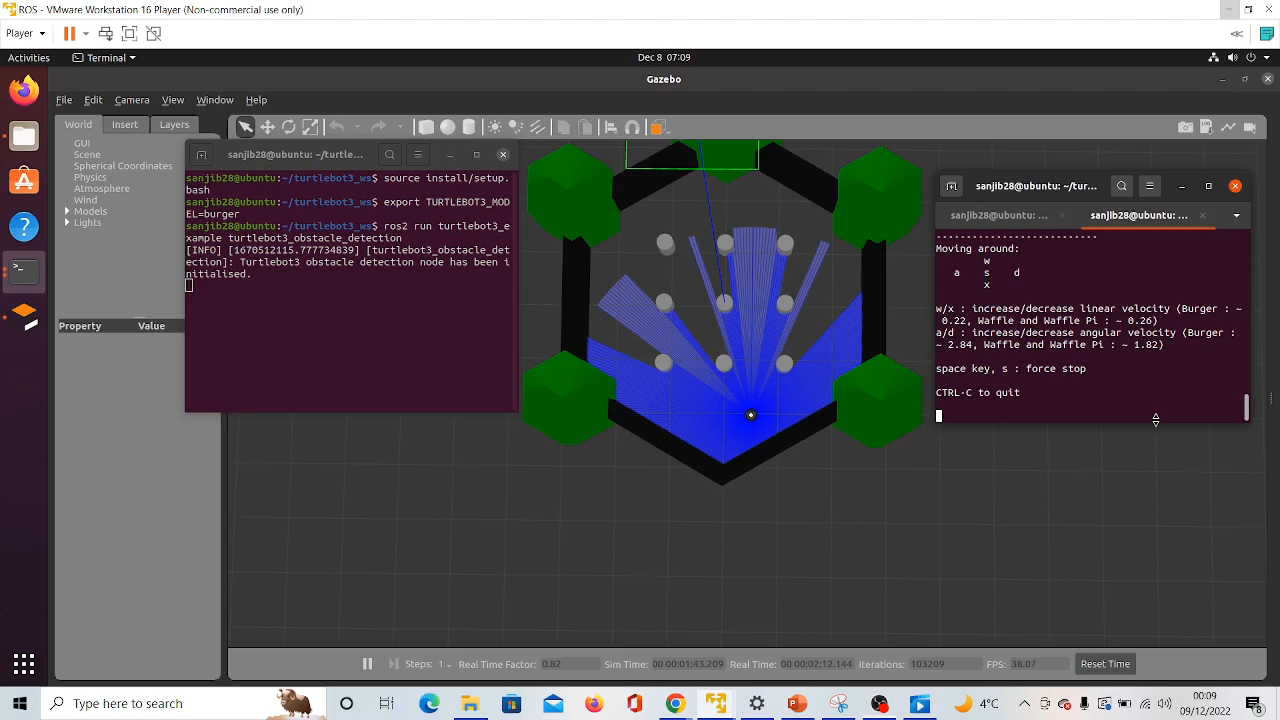 ROS - VMware Workstation 16 Player (Non-commercial use only)
Player
Activities
Terminal
Dec 8 07:09
Gazebo
File Edit Camera View Window Help
World Insert Layers
GUI
Scene
Spherical Coordinates
Physics
Atmosphere
Wind
Models
Lights
Property Value
sanjib28@ubuntu: ~/turtle...
sanjib28@ubuntu:~/turtlebot3_ws$ source install/setup.
bash
sanjib28@ubuntu:~/turtlebot3_ws$ export TURTLEBOT3_MOD
EL=burger
sanjib28@ubuntu:~/turtlebot3_ws$ ros2 run turtlebot3_e
xample turtlebot3_obstacle_detection
[INFO] [1670512115.777734839] [turtlebot3_obstacle_det
ection]: Turtlebot3 obstacle detection node has been i
nitialised.
sanjib28@ubuntu: ~/tur...
sanjib28@ubuntu: ~/... sanjib28@ubuntu: ~/...
---------------------------
Moving around:
w
a s d
x
w/x : increase/decrease linear velocity (Burger : ~
0.22, Waffle and Waffle Pi : ~ 0.26)
a/d : increase/decrease angular velocity (Burger :
~ 2.84, Waffle and Waffle Pi : ~ 1.82)
space key, s : force stop
CTRL-C to quit
Steps: 1 Real Time Factor: 0.82 Sim Time: 00 00:01:43.209 Real Time: 00 00:02:12.144 Iterations: 103209 FPS: 38.07 Reset Time
Type here to search
4°C
00:09
09/12/2022